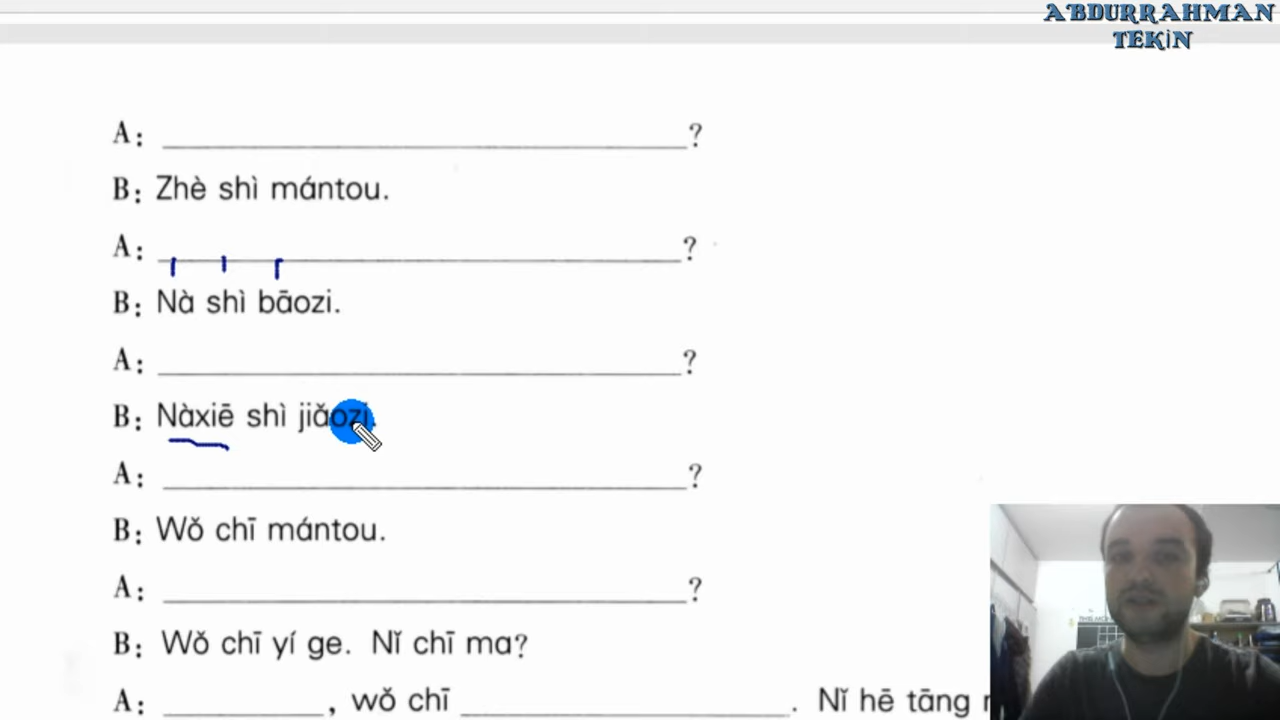 ABDURRAHMAN
TEKİN
A: ?
B: Zhè shì mántou.
A: ?
B: Nà shì bāozi.
A: ?
B: Nàxiē shì jiǎozi.
A: ?
B: Wǒ chī mántou.
A: ?
B: Wǒ chī yí ge. Nǐ chī ma?
A: , wǒ chī . Nǐ hē tāng